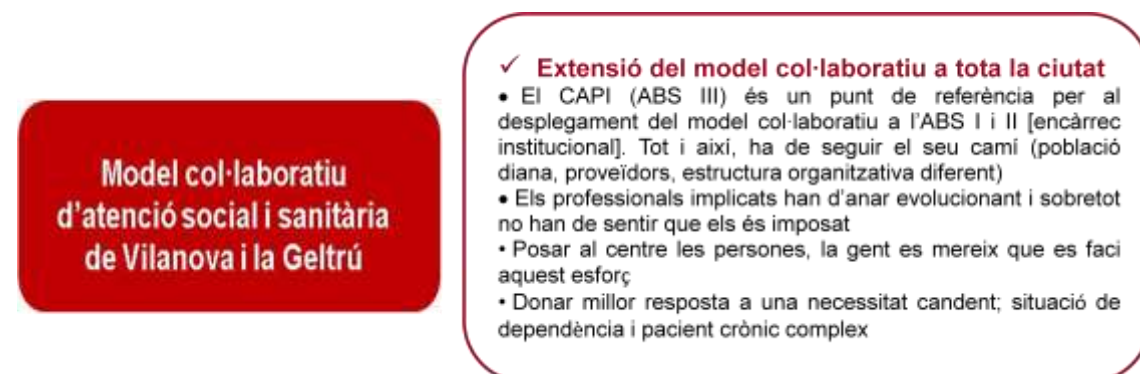 Model col·laboratiu
d'atenció social i sanitària
de Vilanova i la Geltrú
✓ Extensió del model col·laboratiu a tota la ciutat
• El CAPI (ABS III) és un punt de referència per al
desplegament del model col·laboratiu a l'ABS I i II [encàrrec
institucional]. Tot i així, ha de seguir el seu camí (població
diana, proveïdors, estructura organitzativa diferent)
• Els professionals implicats han d'anar evolucionant i sobretot
no han de sentir que els és imposat
• Posar al centre les persones, la gent es mereix que es faci
aquest esforç
• Donar millor resposta a una necessitat candent; situació de
dependència i pacient crònic complex